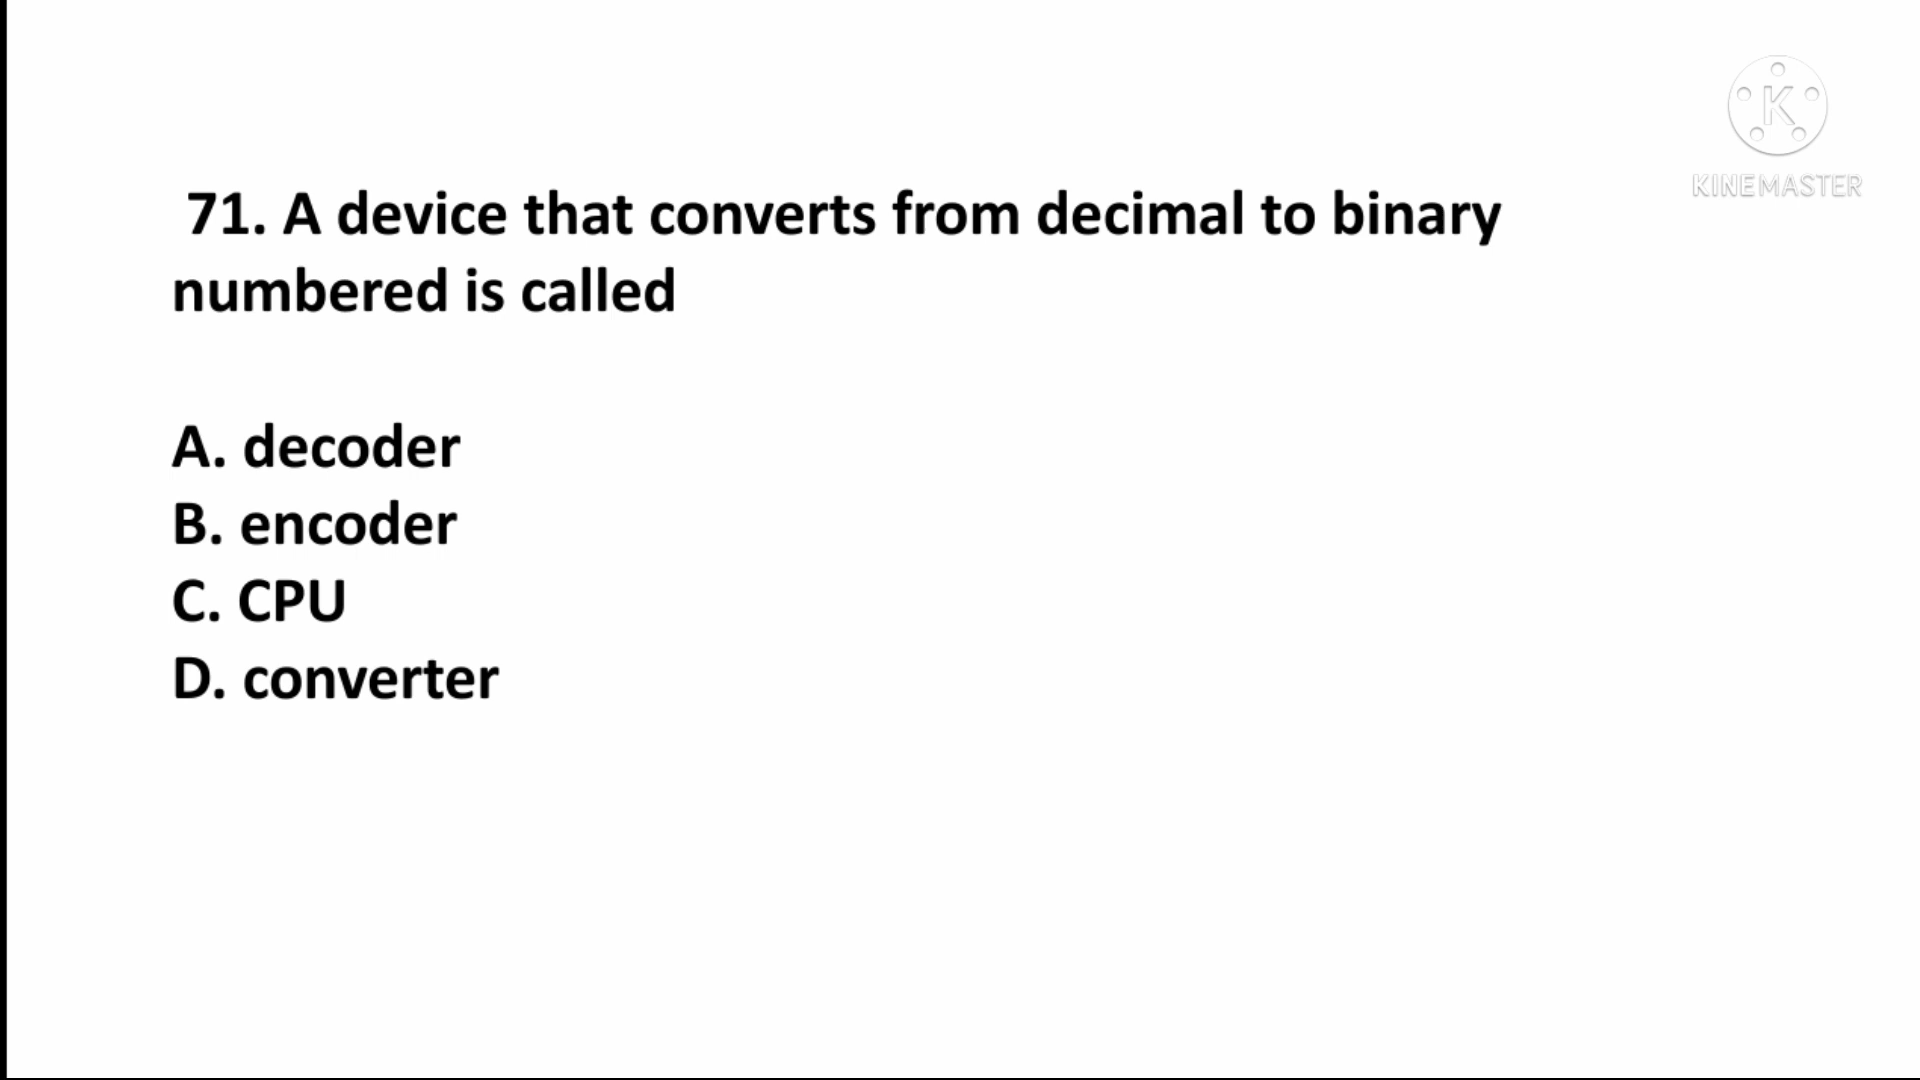 K
KINEMASTER
71. A device that converts from decimal to binary
numbered is called
A. decoder
B. encoder
C. CPU
D. converter